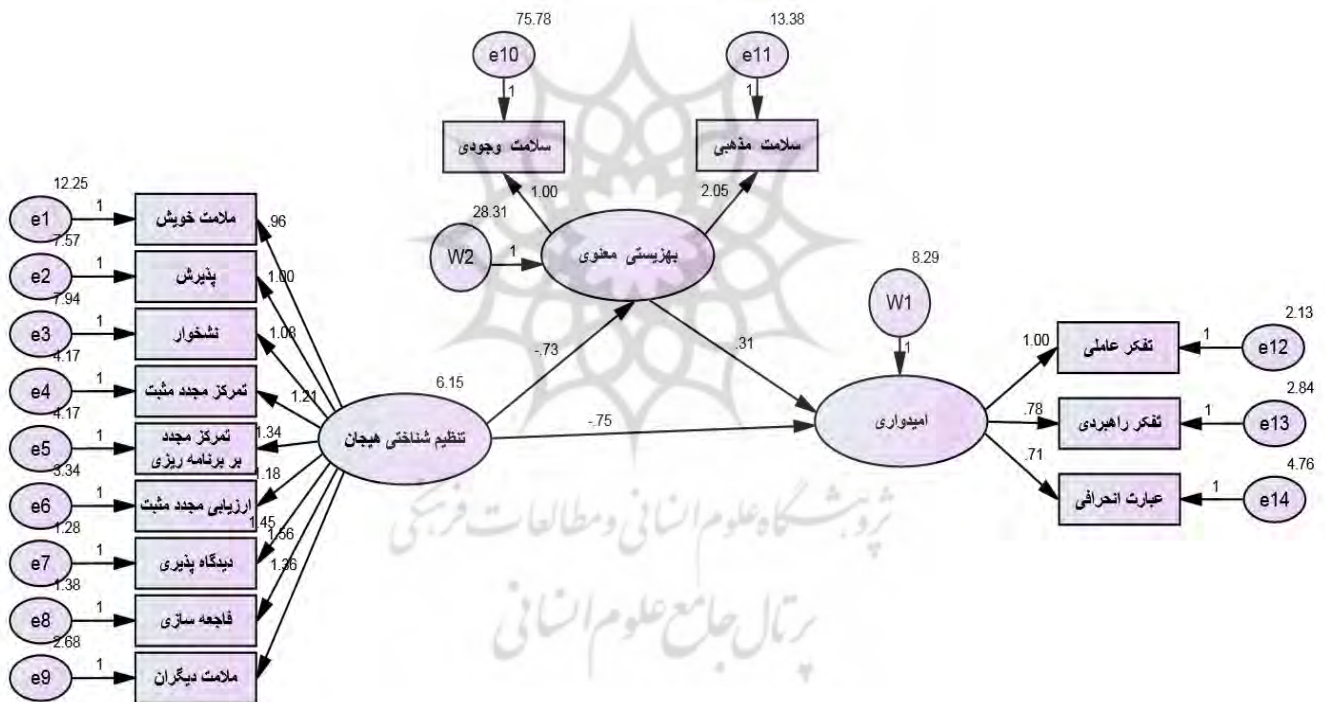 75.78
13.38
e10
e11
1
1
سلامت وجودی
سلامت مذهبی
12.25
1.00
2.05
e1
1
ملامت خویش
.96
28.31
W2
1
بهزیستی معنوی
7.57
e2
1
پذیرش
1.00
8.29
W1
1
7.94
e3
1
نشخوار
1.08
.31
2.13
1.00
تفکر عاملی
1
e12
4.17
e4
1
تمرکز مجدد مثبت
1.21
-.73
6.15
تنظیم شناختی هیجان
-.75
امیدواری
2.84
.78
تفکر راهبردی
1
e13
4.17
e5
1
تمرکز مجدد
بر برنامه ریزی
1.34
.71
4.76
عبارت انحرافی
1
e14
3.34
e6
1
ارزیابی مجدد مثبت
1.18
1.28
e7
1
دیدگاه پذیری
1.45
1.56
1.38
e8
1
فاجعه سازی
1.36
2.68
e9
1
ملامت دیگران
پژوهشگاه علوم انسانی و مطالعات فرهنگی
پرتال جامع علوم انسانی